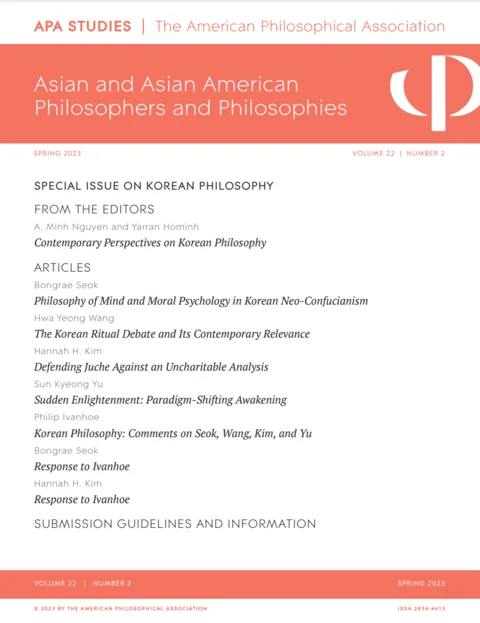 APA STUDIES | The American Philosophical Association
Asian and Asian American
Philosophers and Philosophies
SPRING 2023
VOLUME 22 | NUMBER 2
SPECIAL ISSUE ON KOREAN PHILOSOPHY
FROM THE EDITORS
A. Minh Nguyen and Yarran Hominh
Contemporary Perspectives on Korean Philosophy
ARTICLES
Bongrae Seok
Philosophy of Mind and Moral Psychology in Korean Neo-Confucianism
Hwa Yeong Wang
The Korean Ritual Debate and Its Contemporary Relevance
Hannah H. Kim
Defending Juche Against an Uncharitable Analysis
Sun Kyeong Yu
Sudden Enlightenment: Paradigm-Shifting Awakening
Philip Ivanhoe
Korean Philosophy: Comments on Seok, Wang, Kim, and Yu
Bongrae Seok
Response to Ivanhoe
Hannah H. Kim
Response to Ivanhoe
SUBMISSION GUIDELINES AND INFORMATION
VOLUME 22 | NUMBER 2
SPRING 2023
© 2023 BY THE AMERICAN PHILOSOPHICAL ASSOCIATION
ISSN 2834-4413